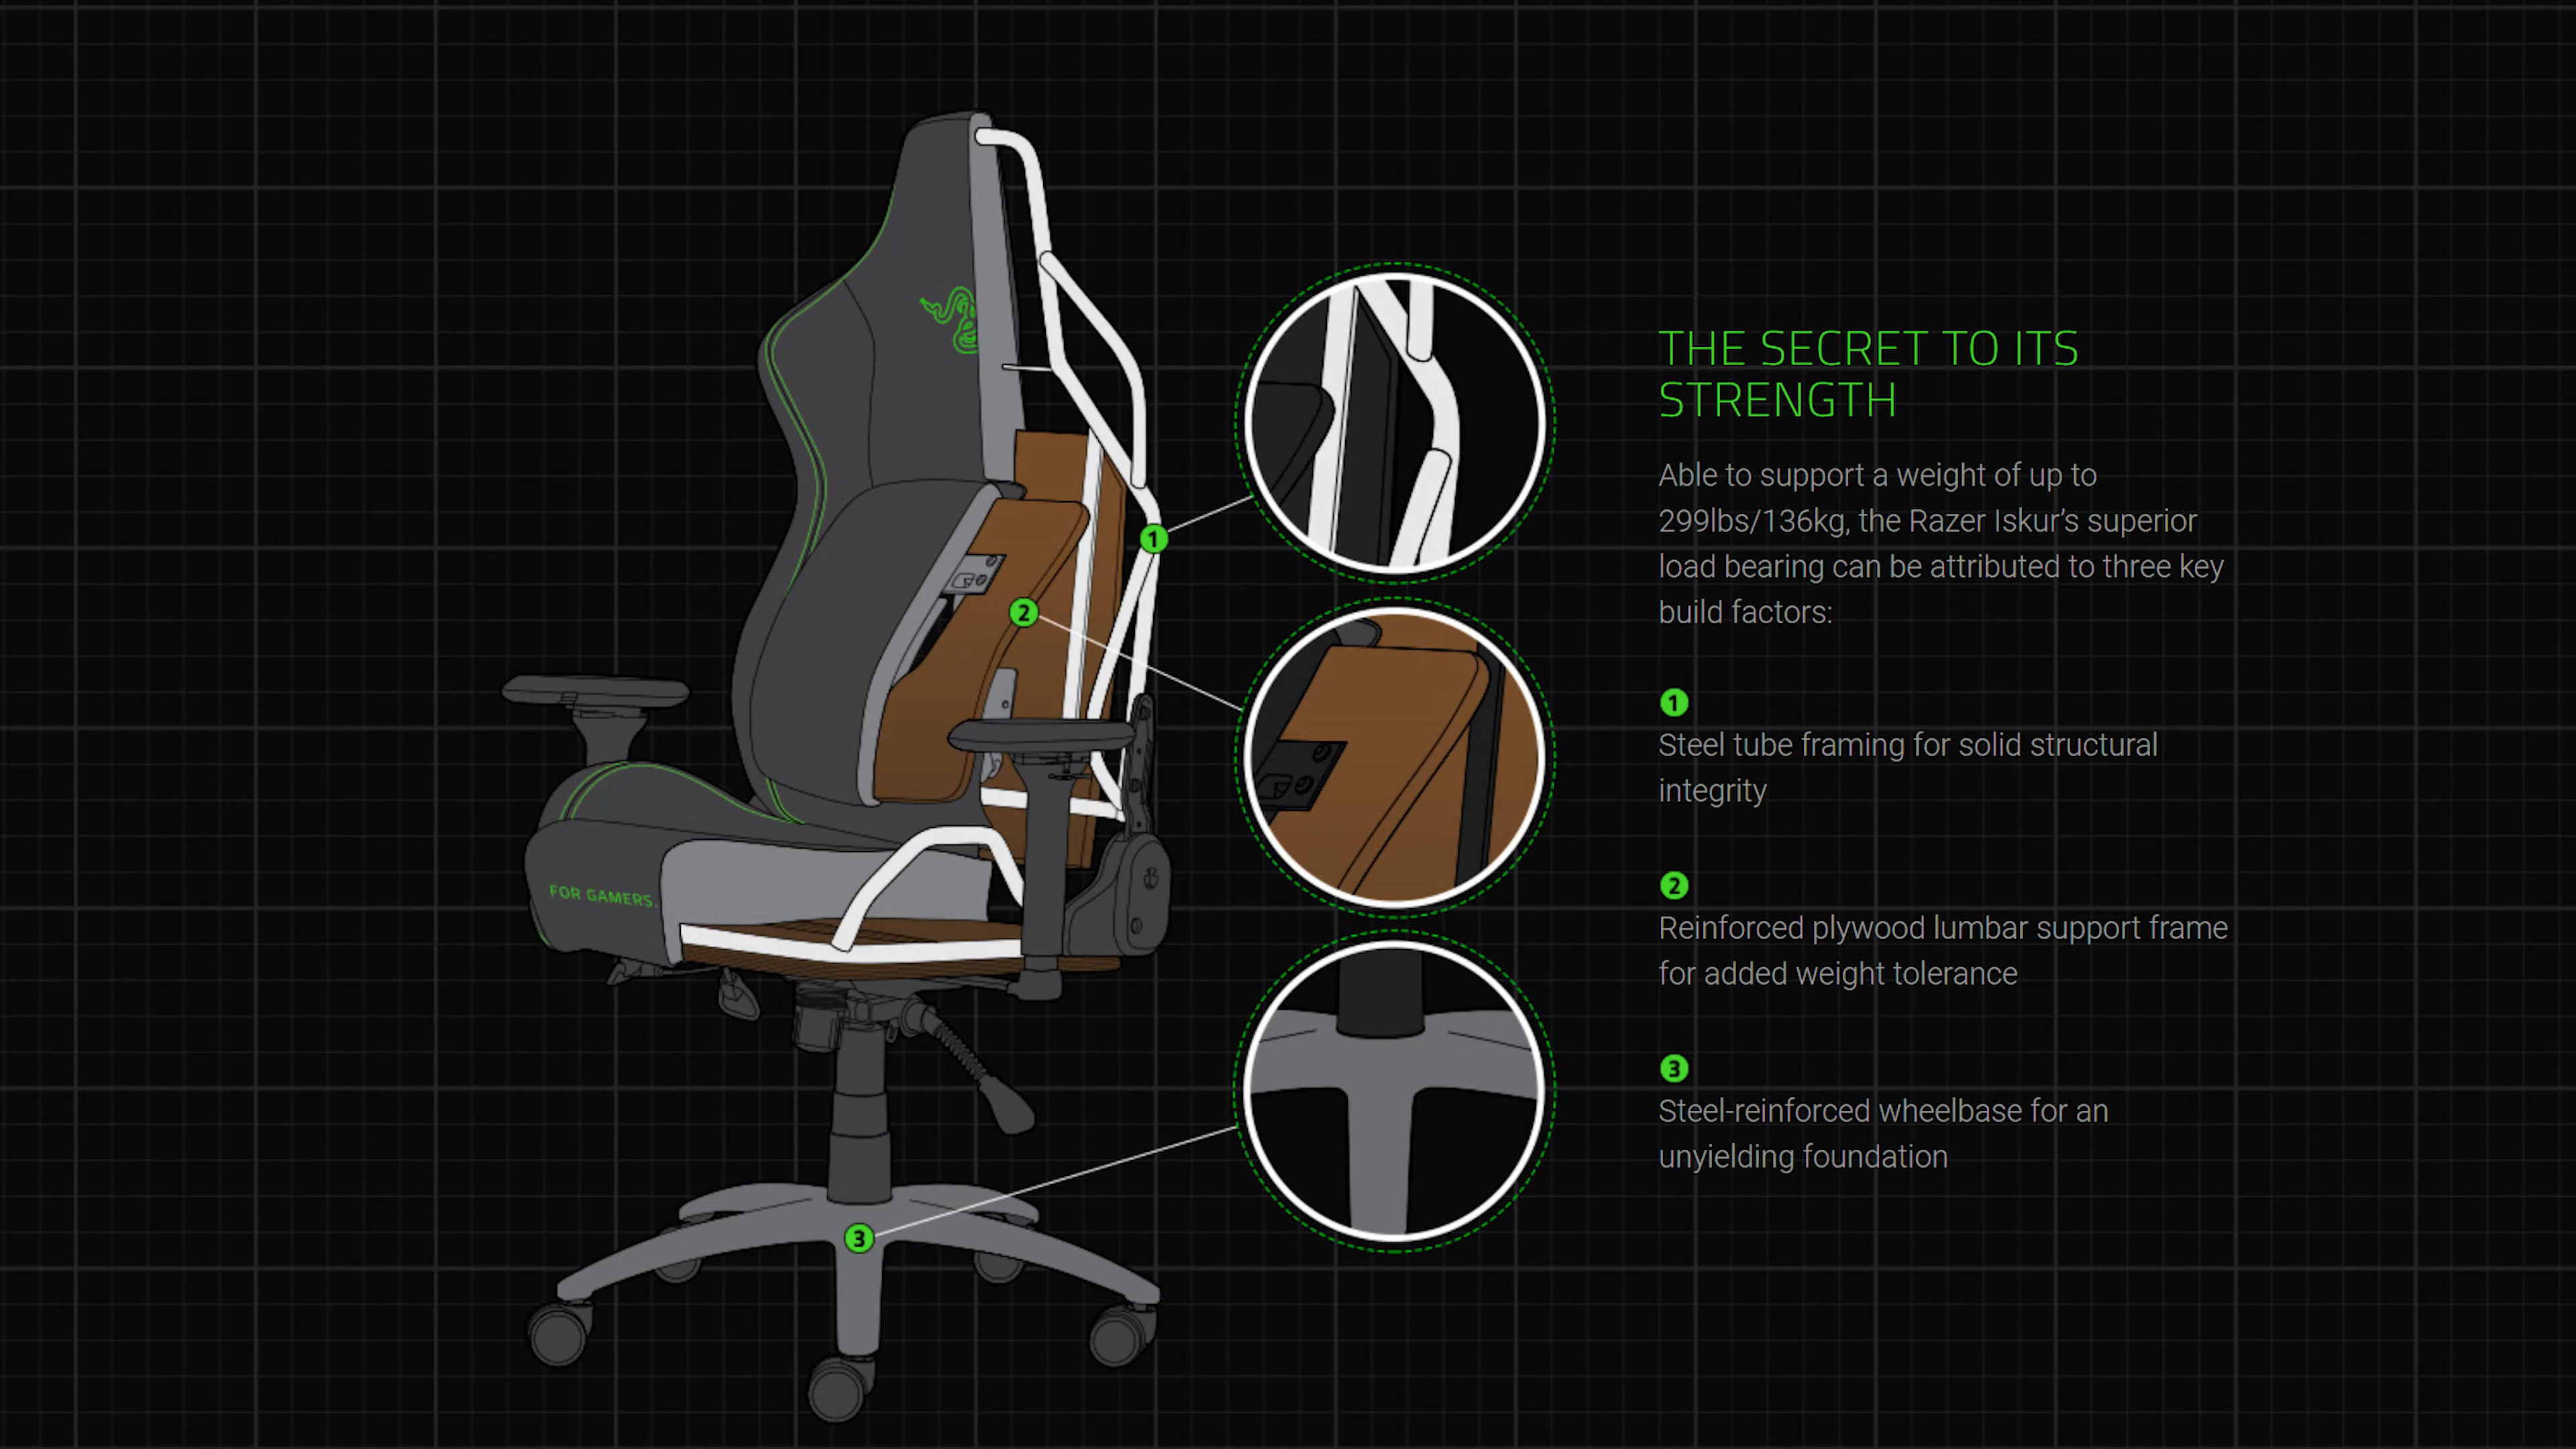 THE SECRET TO ITS
STRENGTH
Able to support a weight of up to
299lbs/136kg, the Razer Iskur’s superior
load bearing can be attributed to three key
build factors:
1
Steel tube framing for solid structural
integrity
2
Reinforced plywood lumbar support frame
for added weight tolerance
3
Steel-reinforced wheelbase for an
unyielding foundation
1
2
FOR GAMERS.
3